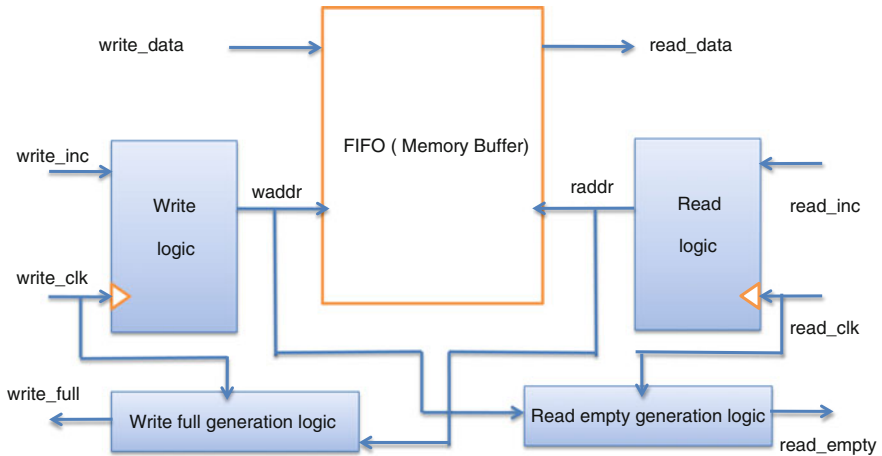 write_data
read_data
FIFO ( Memory Buffer)
write_inc
waddr
raddr
read_inc
Write
logic
Read
logic
write_clk
read_clk
write_full
Write full generation logic
Read empty generation logic
read_empty